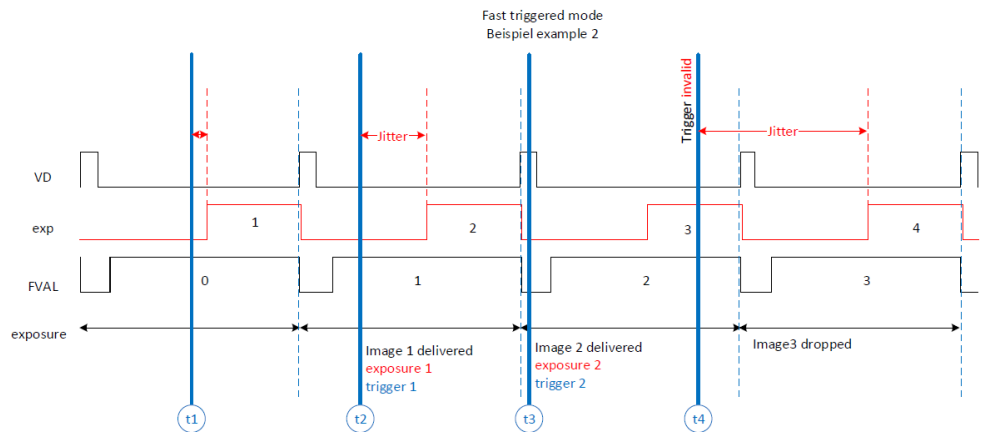 Fast triggered mode
Beispiel example 2
Trigger invalid
Jitter
Jitter
VD
exp
1
2
3
4
FVAL
0
1
2
3
exposure
Image 1 delivered
exposure 1
trigger 1
Image 2 delivered
exposure 2
trigger 2
Image3 dropped
t1
t2
t3
t4